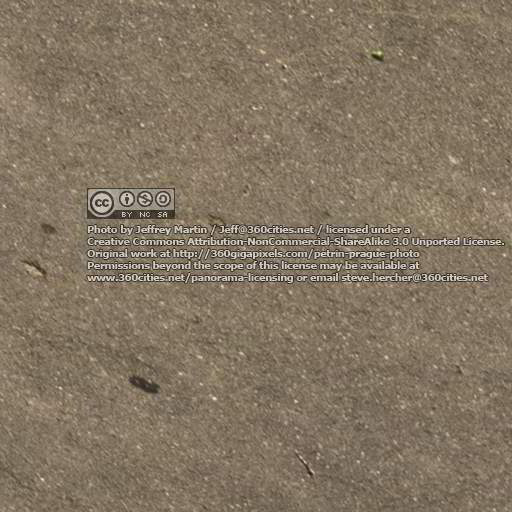 cc BY NC SA
Photo by Jeffrey Martin / Jeff@360cities.net / licensed under a
Creative Commons Attribution-NonCommercial-ShareAlike 3.0 Unported License.
Original work at http://360gigapixels.com/petrin-prague-photo
Permissions beyond the scope of this license may be available at
www.360cities.net/panorama-licensing or email steve.hercher@360cities.net